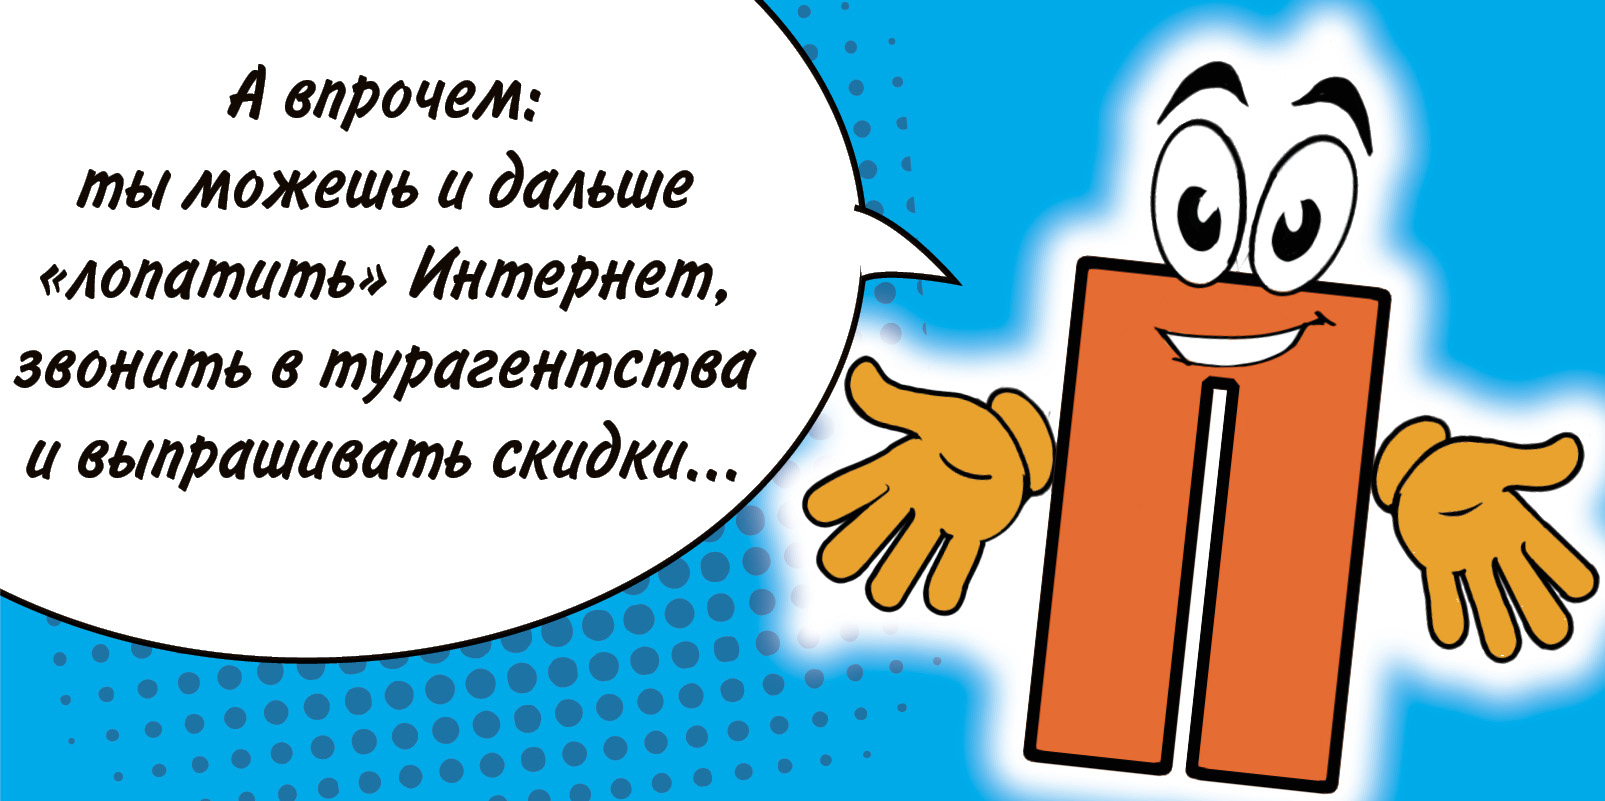 А впрочем:
ты можешь и дальше
«лопатить» Интернет,
звонить в турагентства
и выпрашивать скидки...